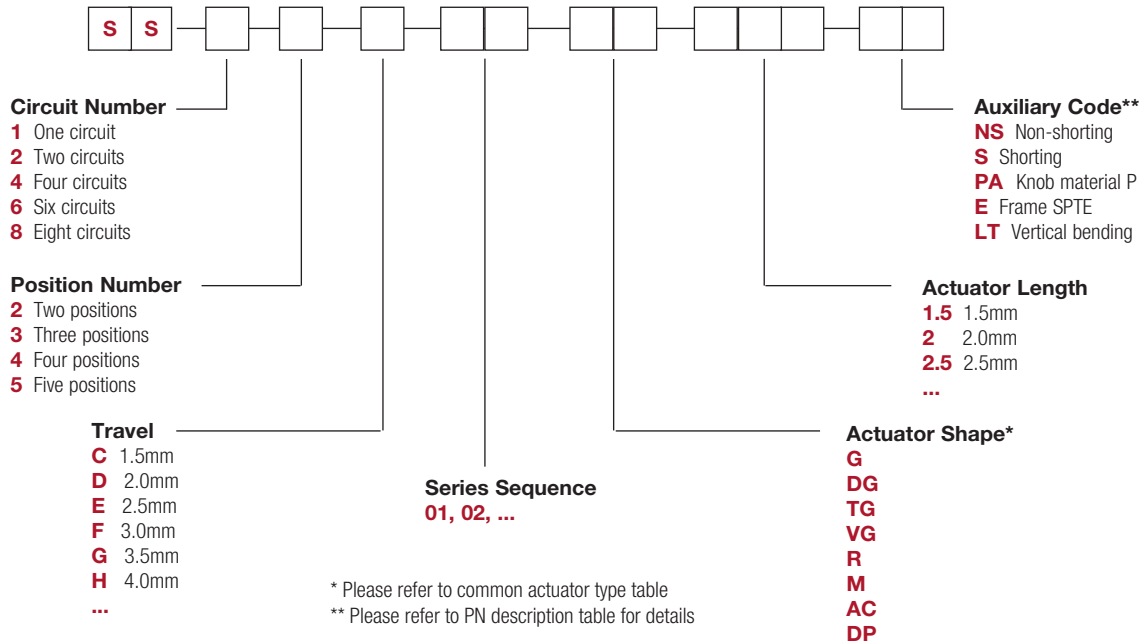 S S
Circuit Number
1 One circuit
2 Two circuits
4 Four circuits
6 Six circuits
8 Eight circuits
Position Number
2 Two positions
3 Three positions
4 Four positions
5 Five positions
Travel
C 1.5mm
D 2.0mm
E 2.5mm
F 3.0mm
G 3.5mm
H 4.0mm
...
Series Sequence
01, 02, ...
* Please refer to common actuator type table
** Please refer to PN description table for details
Auxiliary Code**
NS Non-shorting
S Shorting
PA Knob material P
E Frame SPTE
LT Vertical bending
Actuator Length
1.5 1.5mm
2 2.0mm
2.5 2.5mm
...
Actuator Shape*
G
DG
TG
VG
R
M
AC
DP